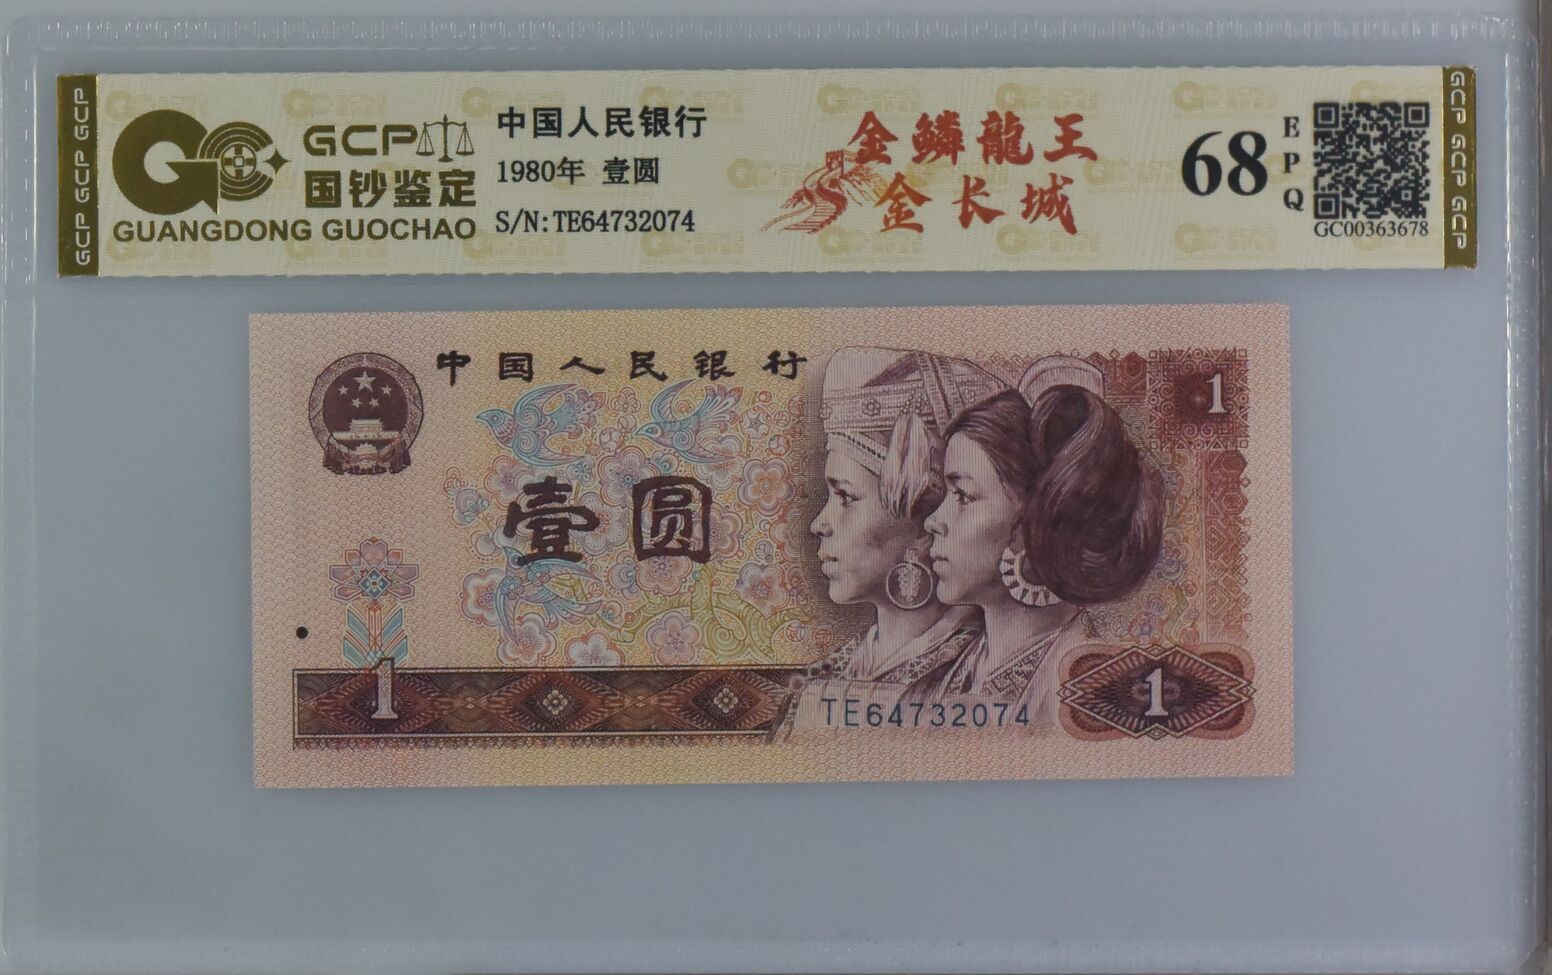 GCP GCP GCP
GCP
国钞鉴定
GUANGDONG GUOCHAO
中国人民银行
1980年 壹圆
S/N:TE64732074
金鳞龍王
金长城
68
EPQ
GC00363678
GCP GCP GCP
中国人民银行
1
壹圆
1
TE64732074
1